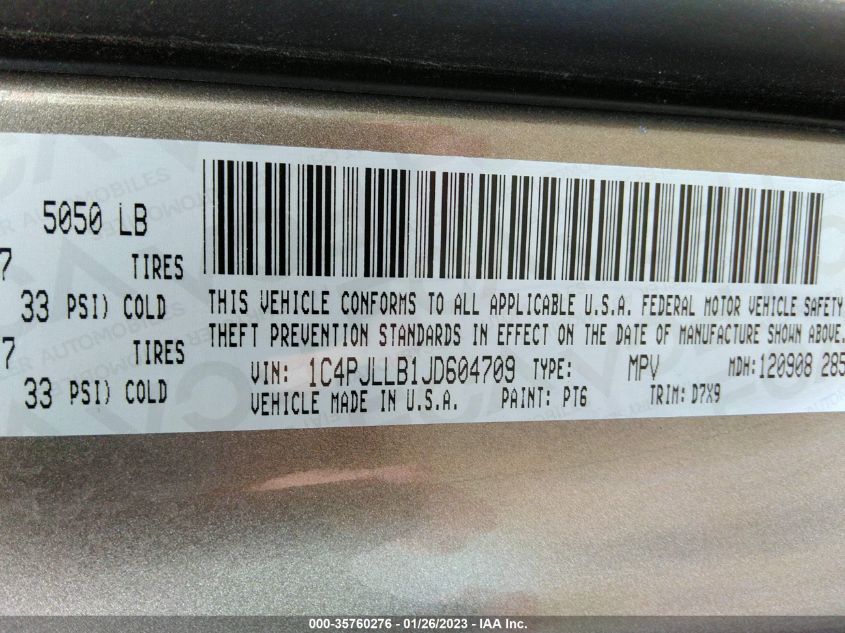 5050 LB
7 TIRES
33 PSI) COLD
7 TIRES
33 PSI) COLD
THIS VEHICLE CONFORMS TO ALL APPLICABLE U.S.A. FEDERAL MOTOR VEHICLE SAFETY
THEFT PREVENTION STANDARDS IN EFFECT ON THE DATE OF MANUFACTURE SHOWN ABOVE.
VIN: 1C4PJLLB1JD604709 TYPE: MPV MDH:120908 285
VEHICLE MADE IN U.S.A. PAINT: PT6 TRIM: D7X9
000-35760276 - 01/26/2023 - IAA Inc.